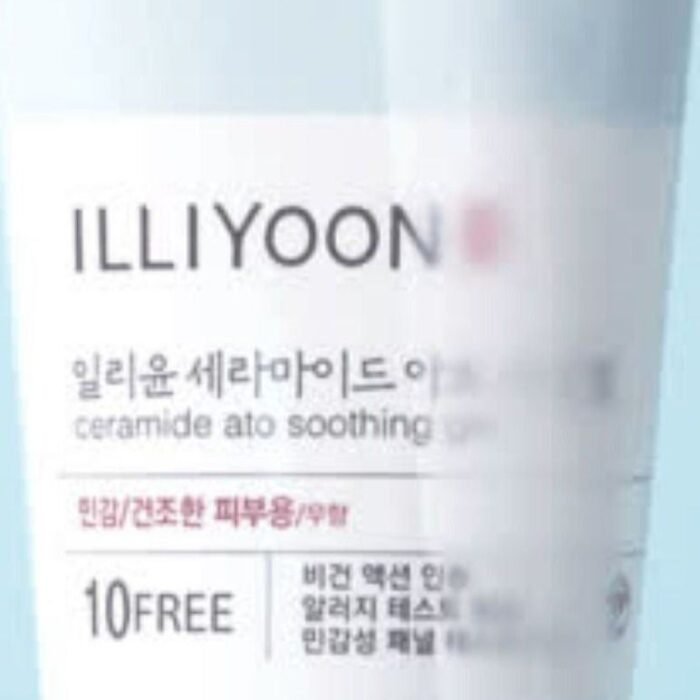 ILLIYOON
일리윤 세라마이드
ceramide ato soothing
민감/건조한 피부용/무향
10FREE
비건 액션
알러지 테스트
민감성 패널